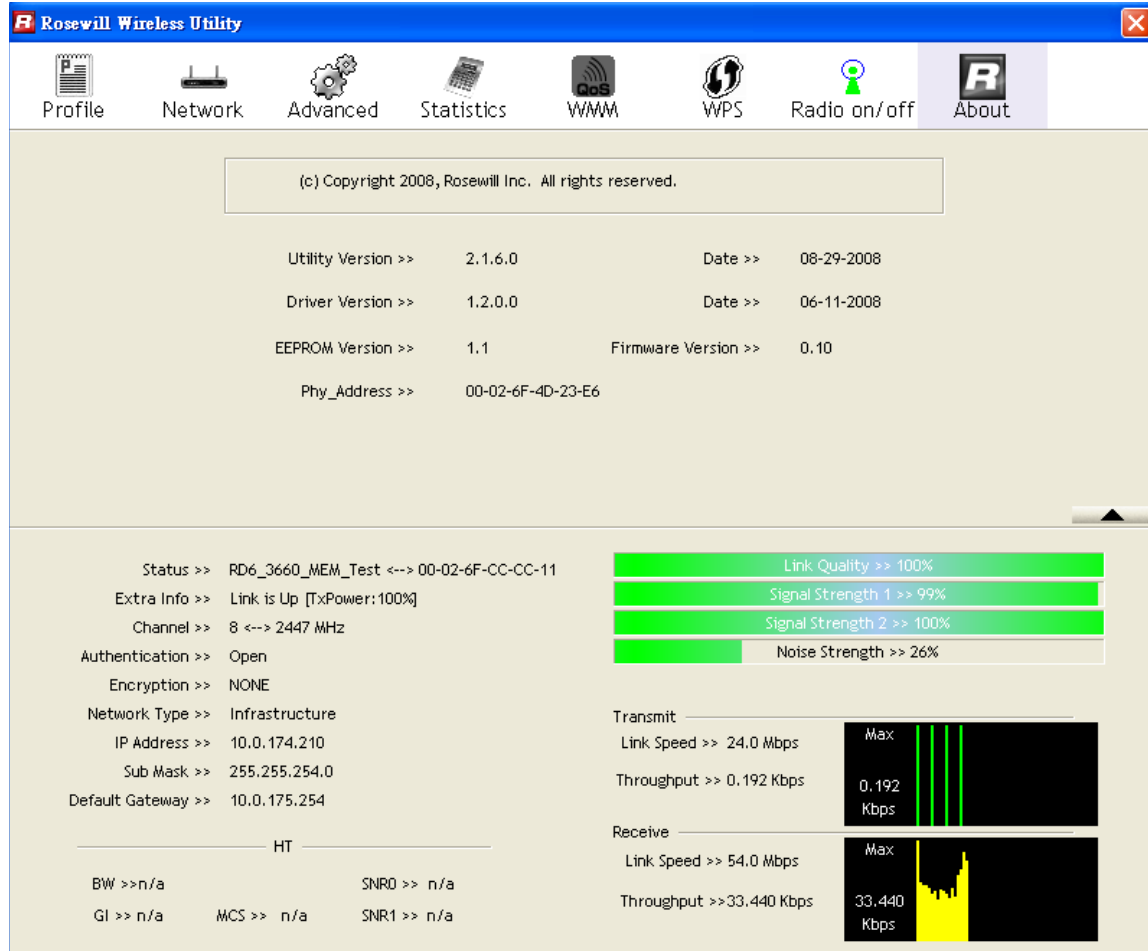 R Rosewill Wireless Utility
P
QoS
R
Profile Network Advanced Statistics WMM WPS Radio on/off About
(c) Copyright 2008, Rosewill Inc. All rights reserved.
Utility Version >> 2.1.6.0 Date >> 08-29-2008
Driver Version >> 1.2.0.0 Date >> 06-11-2008
EEPROM Version >> 1.1 Firmware Version >> 0.10
Phy_Address >> 00-02-6F-4D-23-E6
Status >> RD6_3660_MEM_Test <--> 00-02-6F-CC-CC-11
Extra Info >> Link is Up [TxPower:100%]
Channel >> 8 <--> 2447 MHz
Authentication >> Open
Encryption >> NONE
Network Type >> Infrastructure
IP Address >> 10.0.174.210
Sub Mask >> 255.255.254.0
Default Gateway >> 10.0.175.254
HT
BW >>n/a SNR0 >> n/a
GI >> n/a MCS >> n/a SNR1 >> n/a
Link Quality >> 100%
Signal Strength 1 >> 99%
Signal Strength 2 >> 100%
Noise Strength >> 26%
Transmit
Link Speed >> 24.0 Mbps
Throughput >> 0.192 Kbps
Max
0.192
Kbps
Receive
Link Speed >> 54.0 Mbps
Throughput >>33.440 Kbps
Max
33.440
Kbps